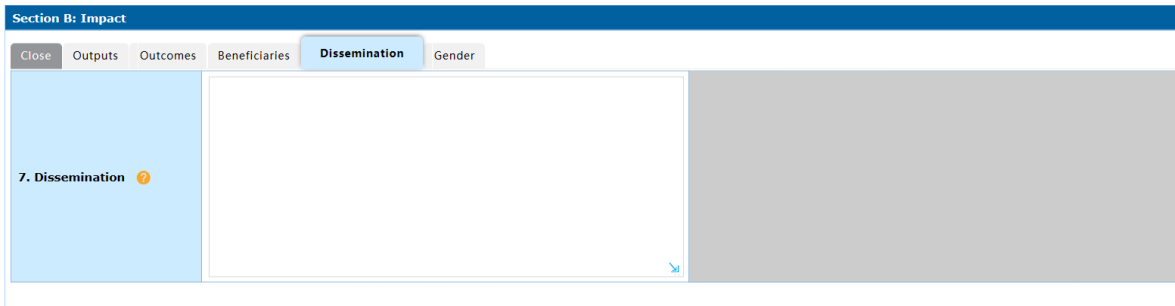 Section B: Impact
Close Outputs Outcomes Beneficiaries Dissemination Gender
7. Dissemination ?